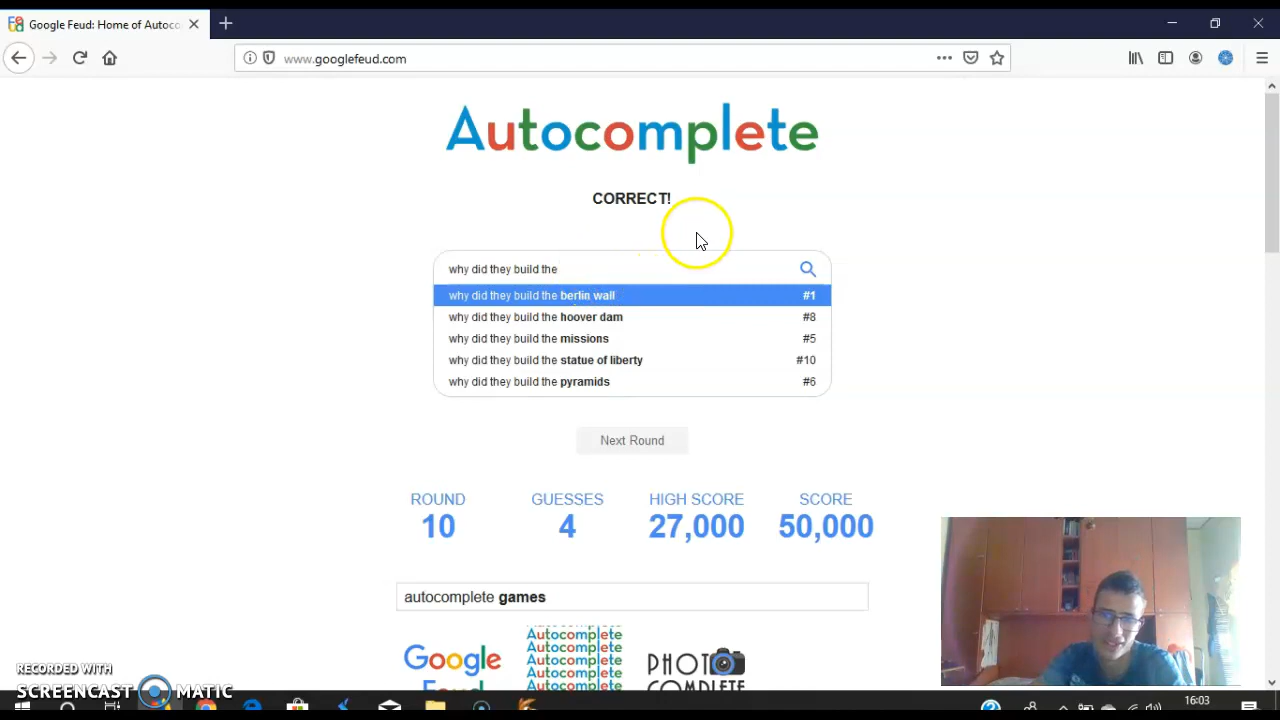 Google Feud: Home of Autoco
www.googlefeud.com
Autocomplete
CORRECT!
why did they build the
why did they build the berlin wall #1
why did they build the hoover dam #8
why did they build the missions #5
why did they build the statue of liberty #10
why did they build the pyramids #6
Next Round
ROUND GUESSES HIGH SCORE SCORE
10 4 27,000 50,000
autocomplete games
Google
Feud
Autocomplete
Autocomplete
Autocomplete
Autocomplete
Autocomplete
PHOTO
COMPLETE
RECORDED WITH
SCREENCAST MATIC
16:03